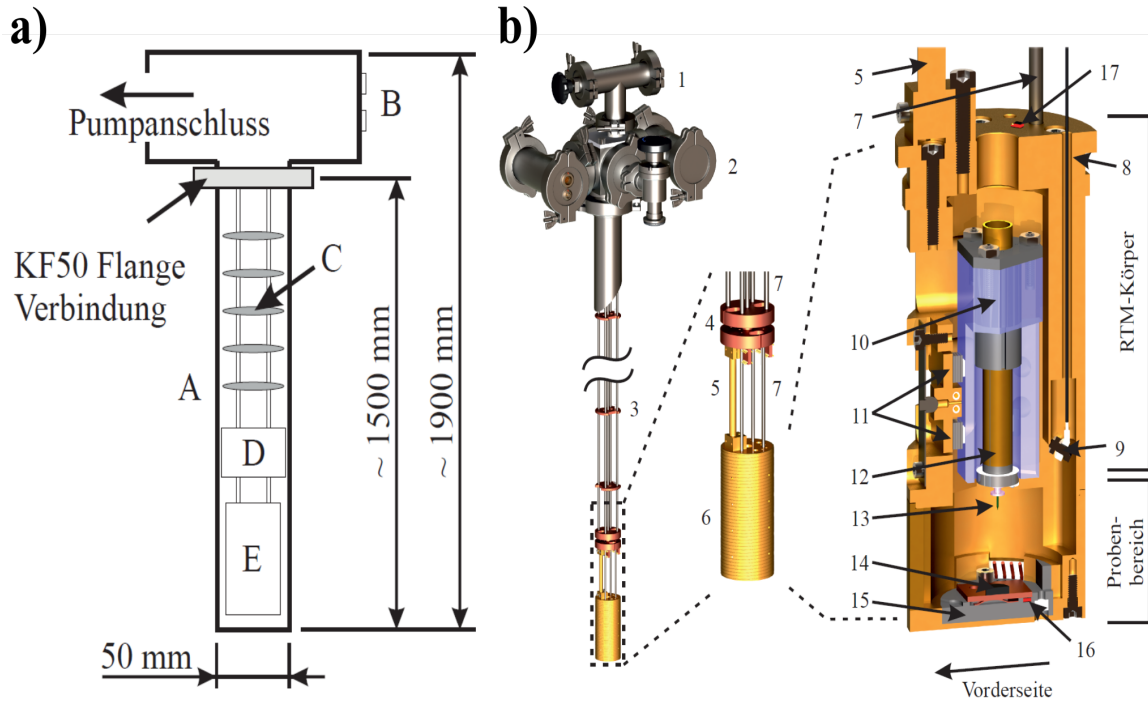 a)
B
Pumpanschluss
KF50 Flange
Verbindung
C
A
D
E
~ 1500 mm
~ 1900 mm
50 mm
b)
1
2
3
7
4
5
7
6
5
7
17
8
10
11
12
9
13
14
15
16
RTM-Körper
Proben-
bereich
Vorderseite